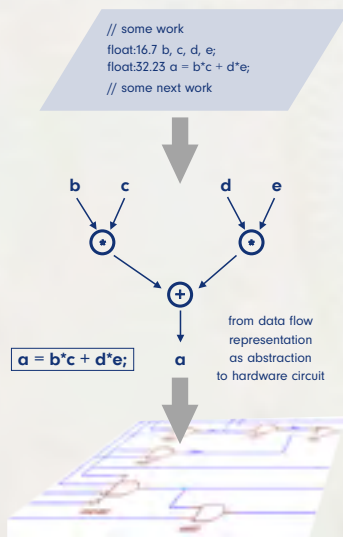 // some work
float:16.7 b, c, d, e;
float:32.23 a = b*c + d*e;
// some next work
b c d e
* *
+
from data flow
representation
as abstraction
to hardware circuit
a = b*c + d*e;
a